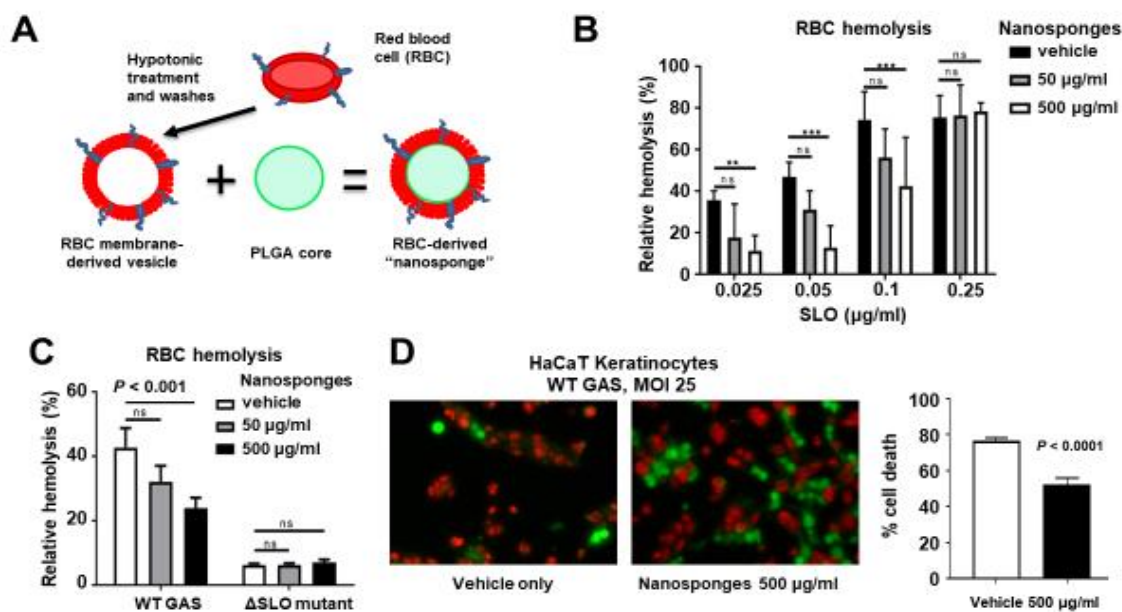 A
Red blood
cell (RBC)
Hypotonic
treatment
and washes
RBC membrane-
derived vesicle
PLGA core
RBC-derived
“nanosponge”
B
RBC hemolysis
Nanosponges
vehicle
50 µg/ml
500 µg/ml
Relative hemolysis (%)
100
80
60
40
20
0
**
ns
***
ns
***
ns
ns
ns
0.025
0.05
0.1
0.25
SLO (µg/ml)
C
RBC hemolysis
P < 0.001
ns
Nanosponges
vehicle
50 µg/ml
500 µg/ml
ns
ns
Relative hemolysis (%)
60
40
20
0
WT GAS
ΔSLO mutant
D
HaCaT Keratinocytes
WT GAS, MOI 25
Vehicle only
Nanosponges 500 µg/ml
% cell death
100
80
60
40
20
0
P < 0.0001
Vehicle 500 µg/ml